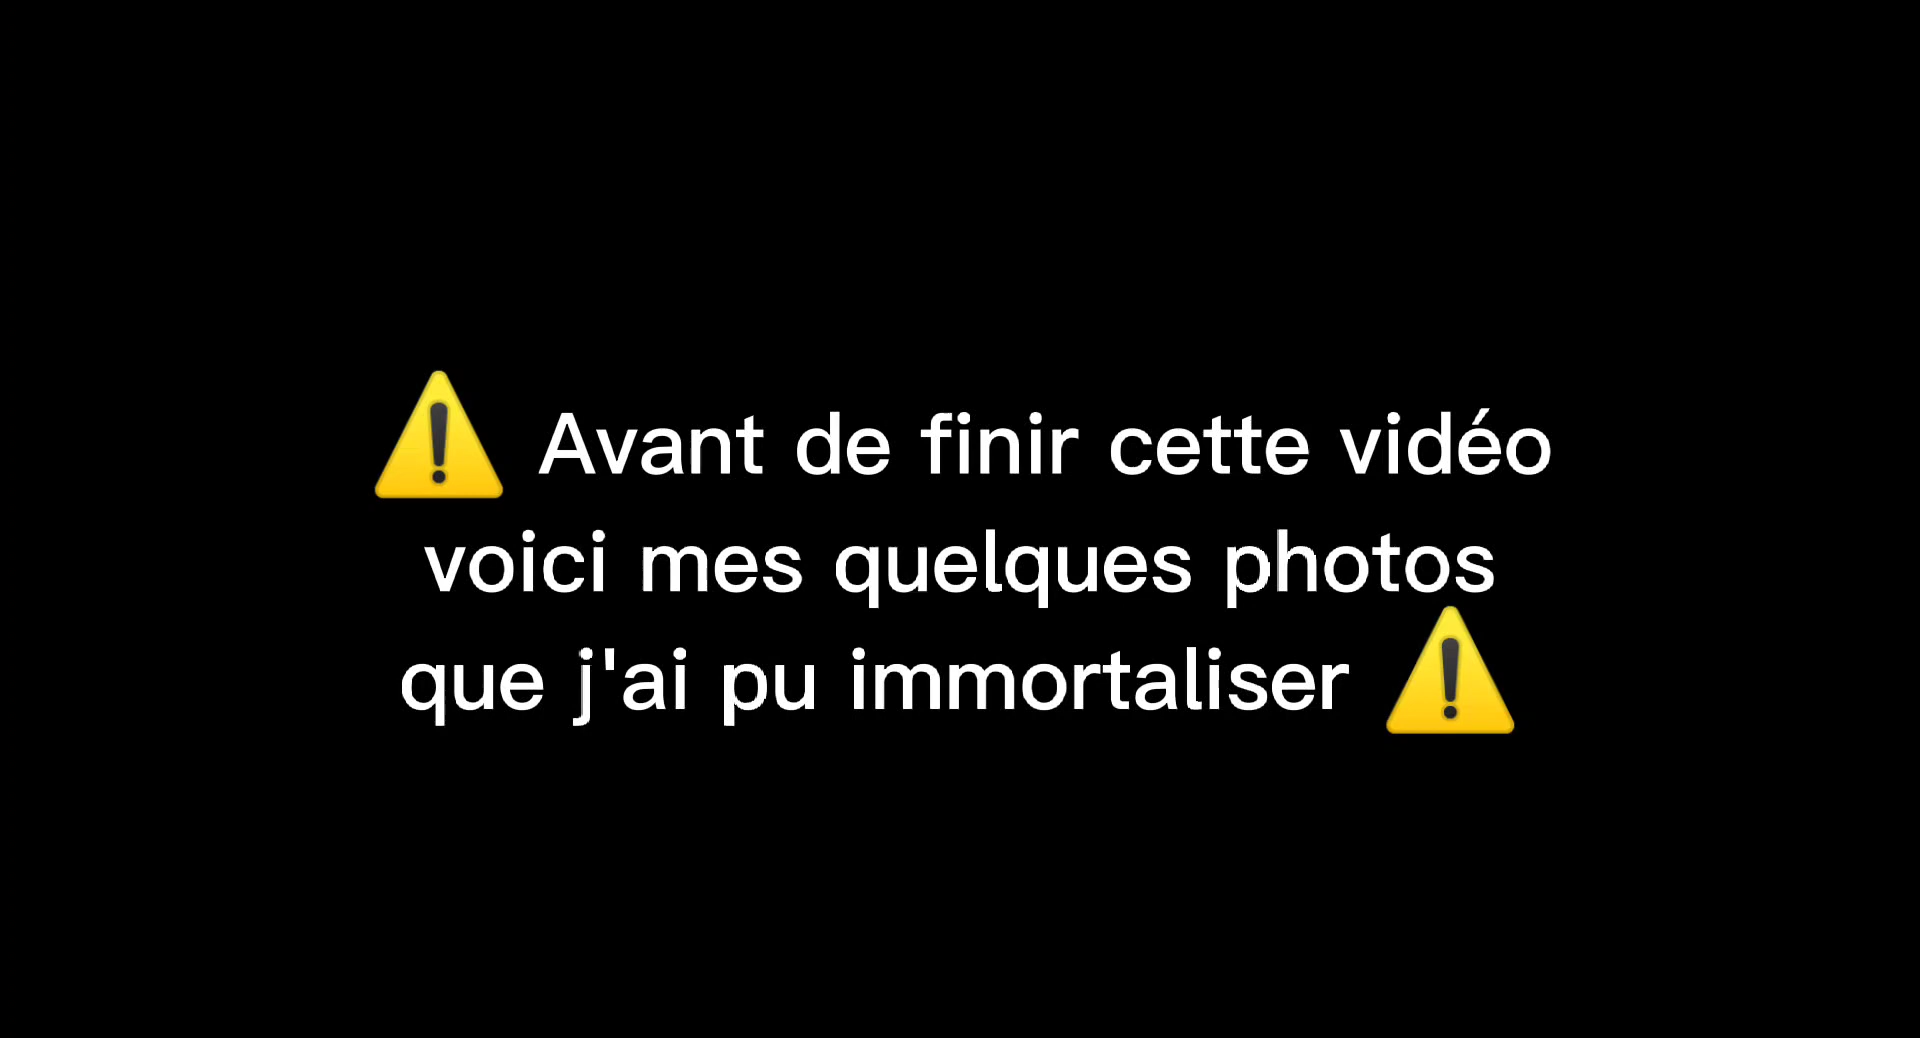 ⚠️ Avant de finir cette vidéo
voici mes quelques photos
que j'ai pu immortaliser ⚠️